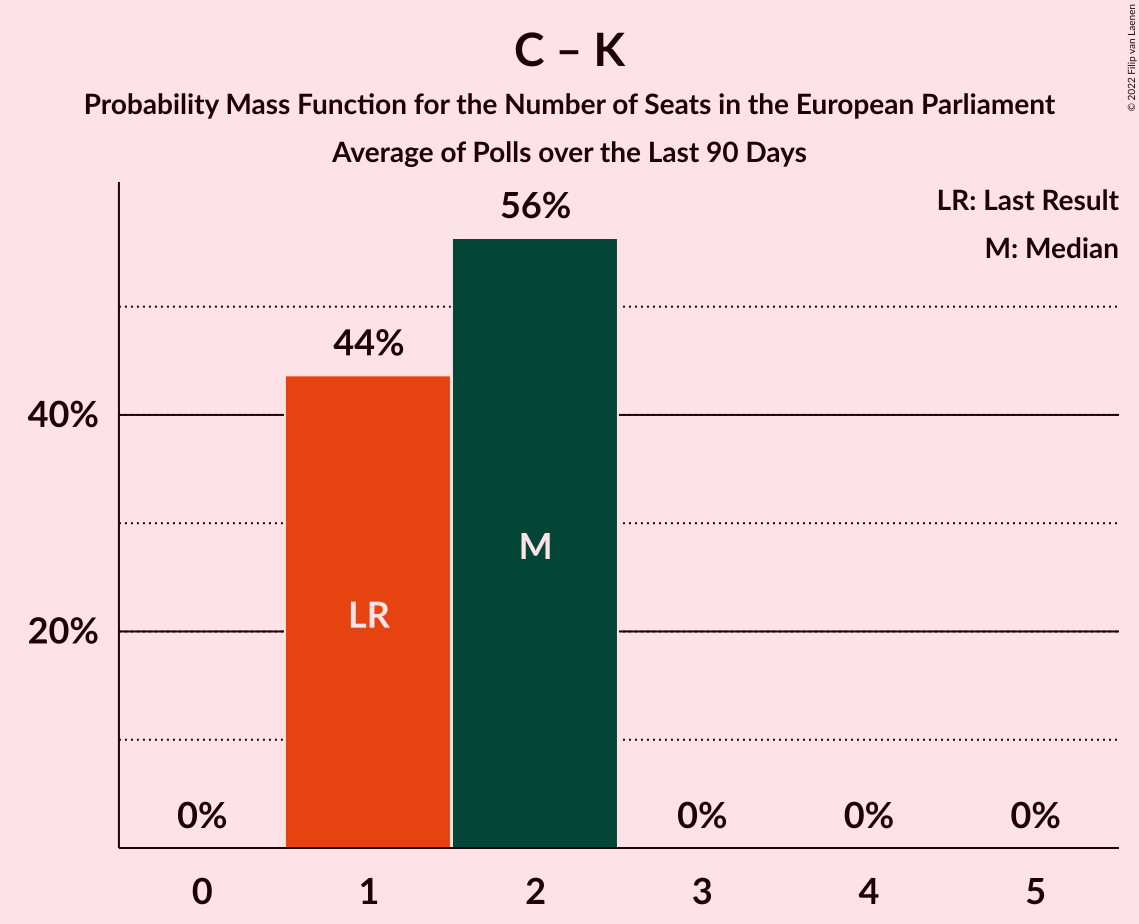 C – K
Probability Mass Function for the Number of Seats in the European Parliament
Average of Polls over the Last 90 Days
© 2022 Filip van Laenen
LR: Last Result
M: Median
56%
44%
40%
20%
LR
M
0%
0%
0%
0%
0
1
2
3
4
5